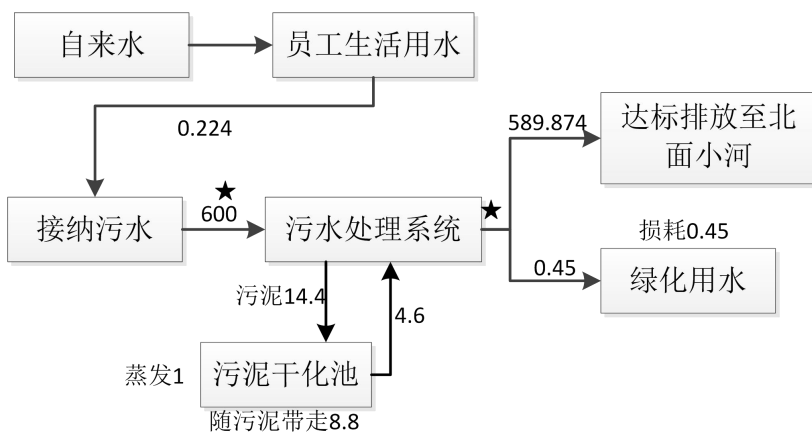 自来水
员工生活用水
0.224
589.874
达标排放至北
面小河
★
600
接纳污水
污水处理系统
★
损耗0.45
0.45
绿化用水
污泥14.4
4.6
蒸发1
污泥干化池
随污泥带走8.8